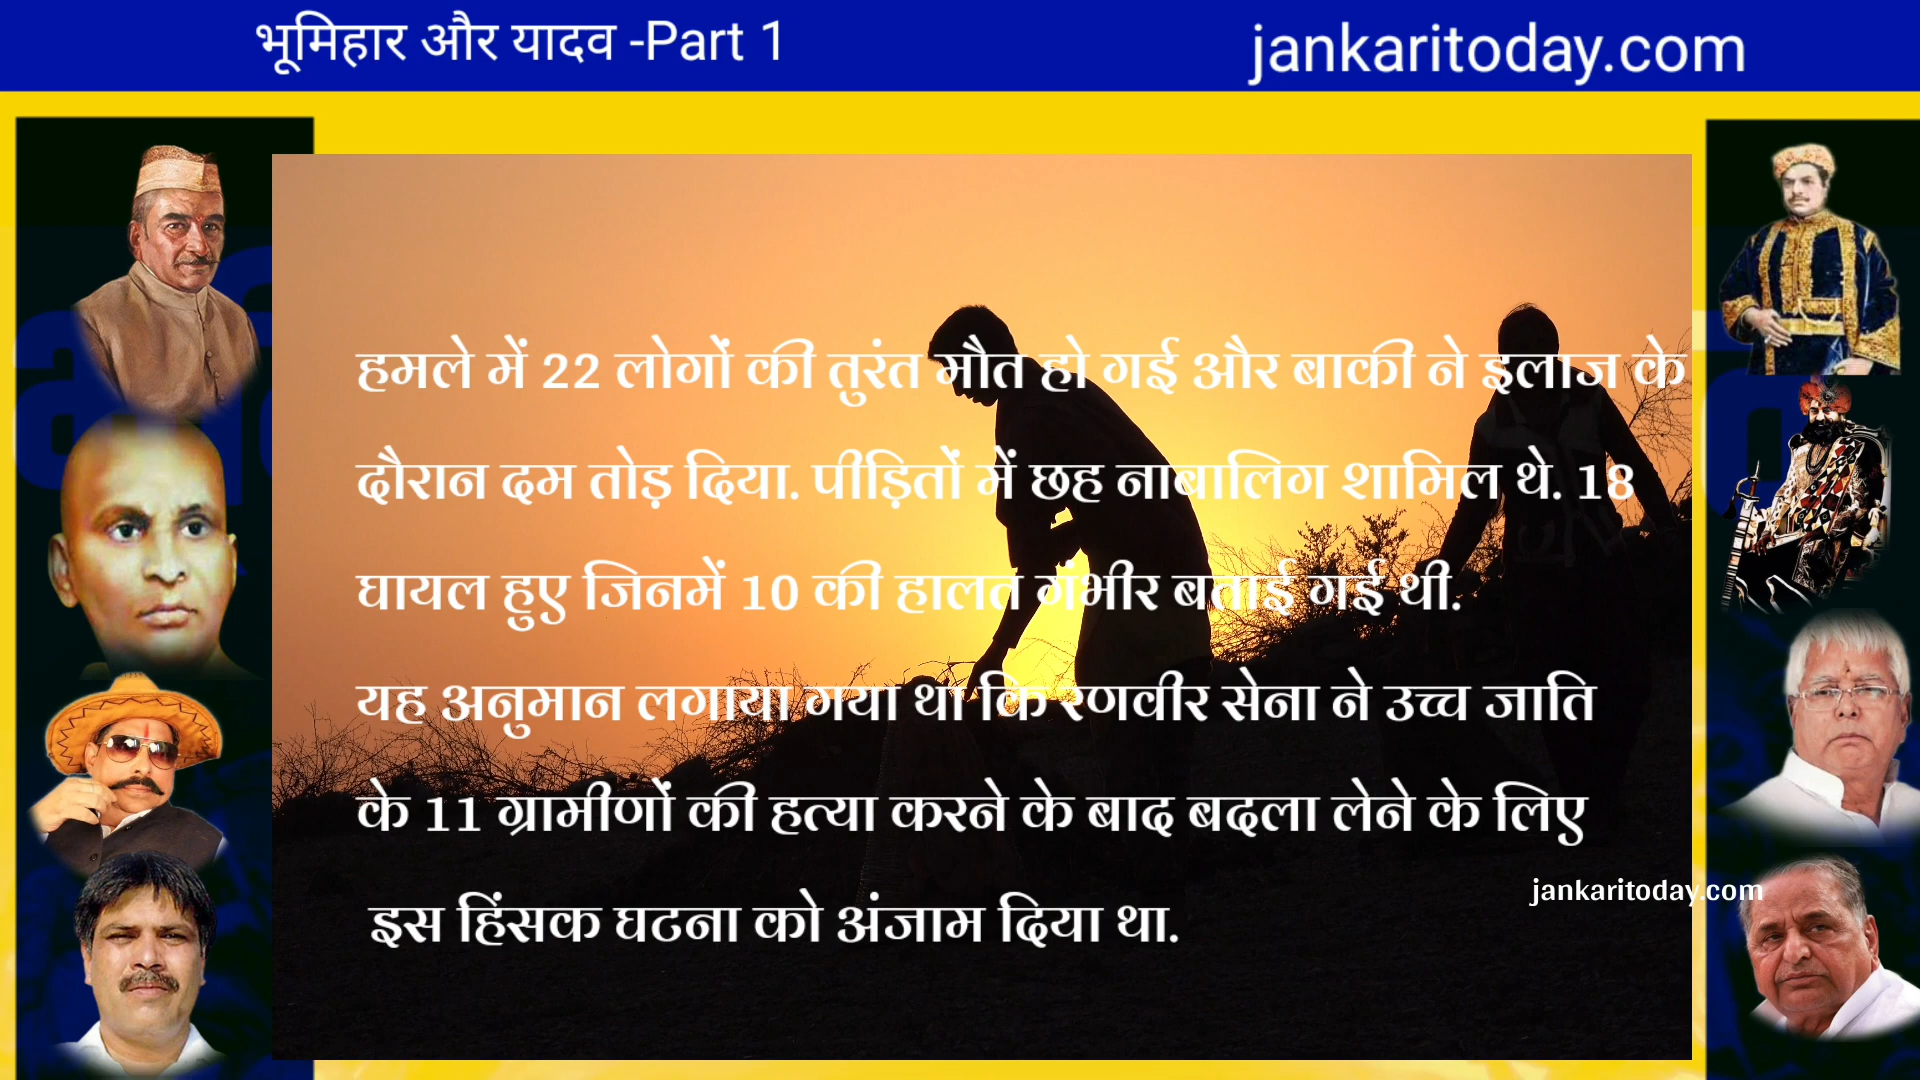 भूमिहार और यादव -Part 1
jankaritoday.com
हमले में 22 लोगों की तुरंत मौत हो गई और बाकी ने इलाज के
दौरान दम तोड़ दिया. पीड़ितों में छह नाबालिग शामिल थे. 18
घायल हुए जिनमें 10 की हालत गंभीर बताई गई थी.
यह अनुमान लगाया गया था कि रणवीर सेना ने उच्च जाति
के 11 ग्रामीणों की हत्या करने के बाद बदला लेने के लिए
jankaritoday.com
इस हिंसक घटना को अंजाम दिया था.